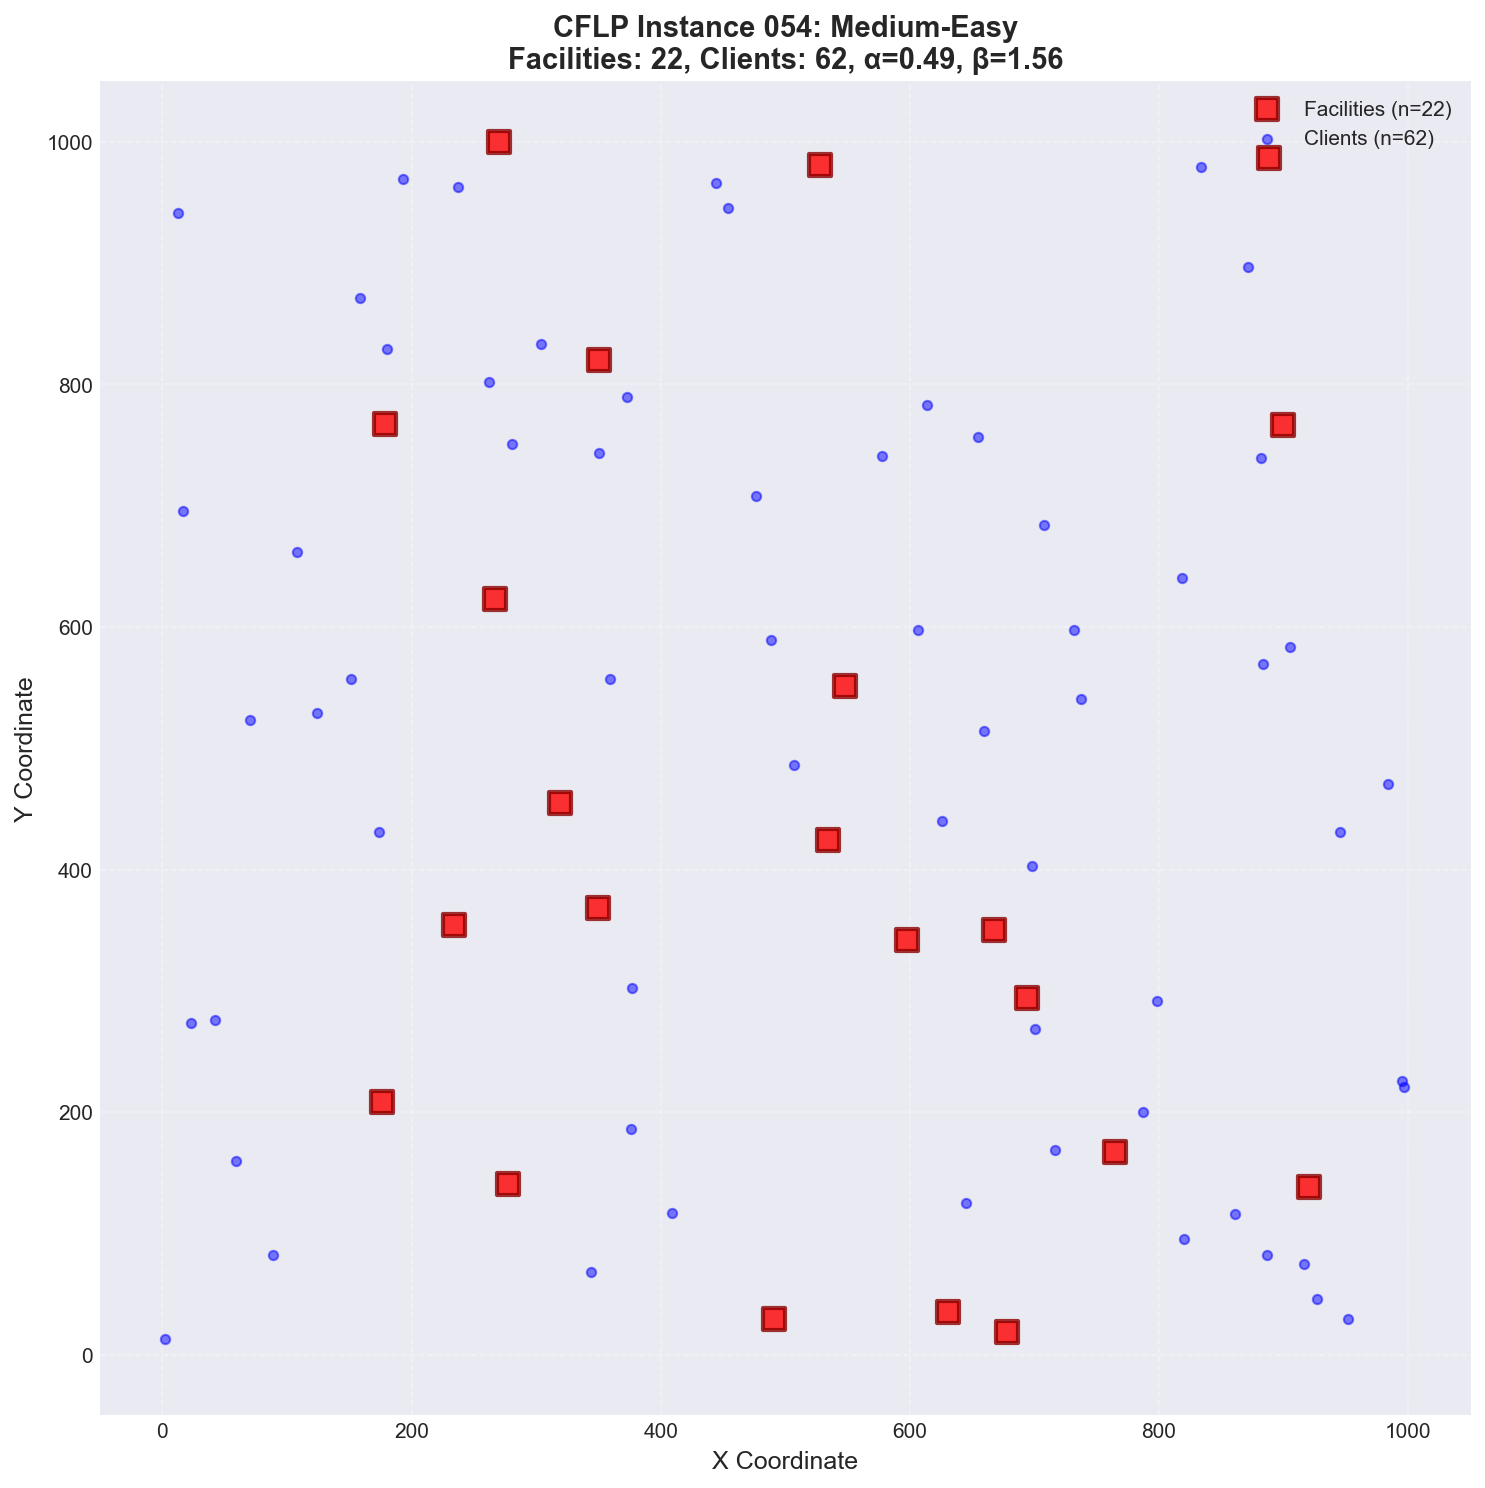 CFLP Instance 054: Medium-Easy
Facilities: 22, Clients: 62, α=0.49, β=1.56
Facilities (n=22)
Clients (n=62)
1000
800
600
400
200
0
Y Coordinate
0 200 400 600 800 1000
X Coordinate